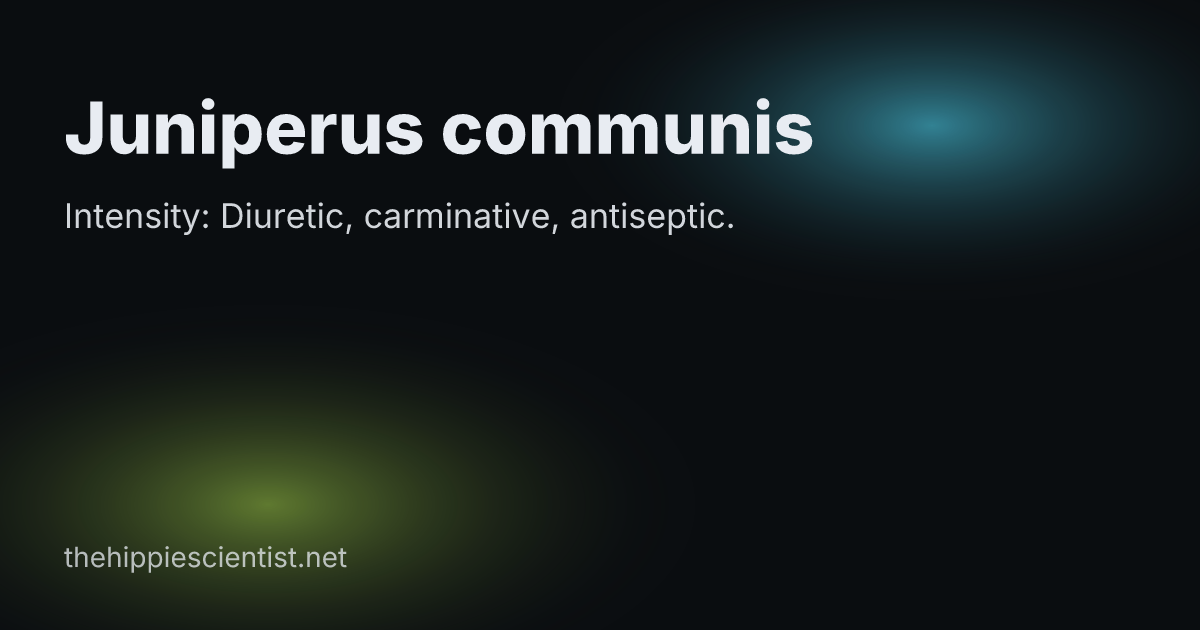 Juniperus communis
Intensity: Diuretic, carminative, antiseptic.
thehippiescientist.net